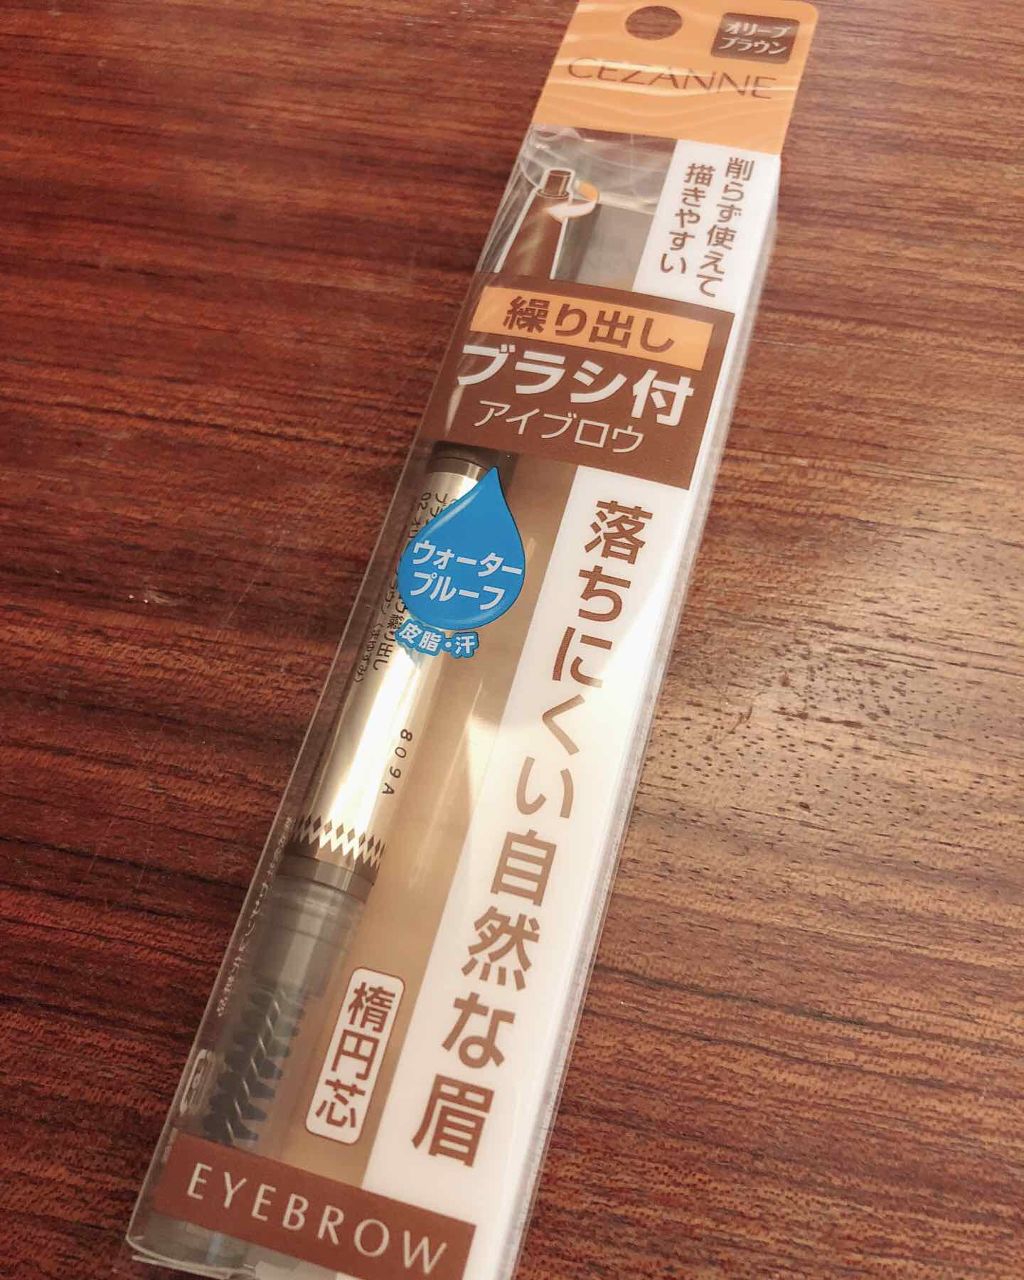 オリーブ
ブラウン
CEZANNE
削らず使えて
描きやすい
繰り出し
ブラシ付
アイブロウ
ウォーター
プルーフ
皮脂・汗
落ちにくい自然な眉
809A
楕円芯
EYEBROW